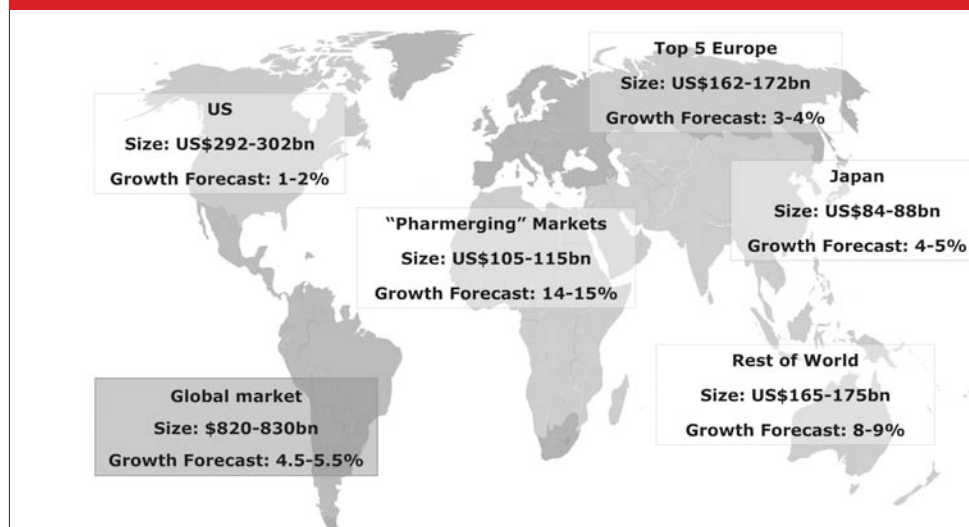 US
Size: US$292-302bn
Growth Forecast: 1-2%
Top 5 Europe
Size: US$162-172bn
Growth Forecast: 3-4%
Japan
Size: US$84-88bn
Growth Forecast: 4-5%
“Pharmerging” Markets
Size: US$105-115bn
Growth Forecast: 14-15%
Rest of World
Size: US$165-175bn
Growth Forecast: 8-9%
Global market
Size: $820-830bn
Growth Forecast: 4.5-5.5%